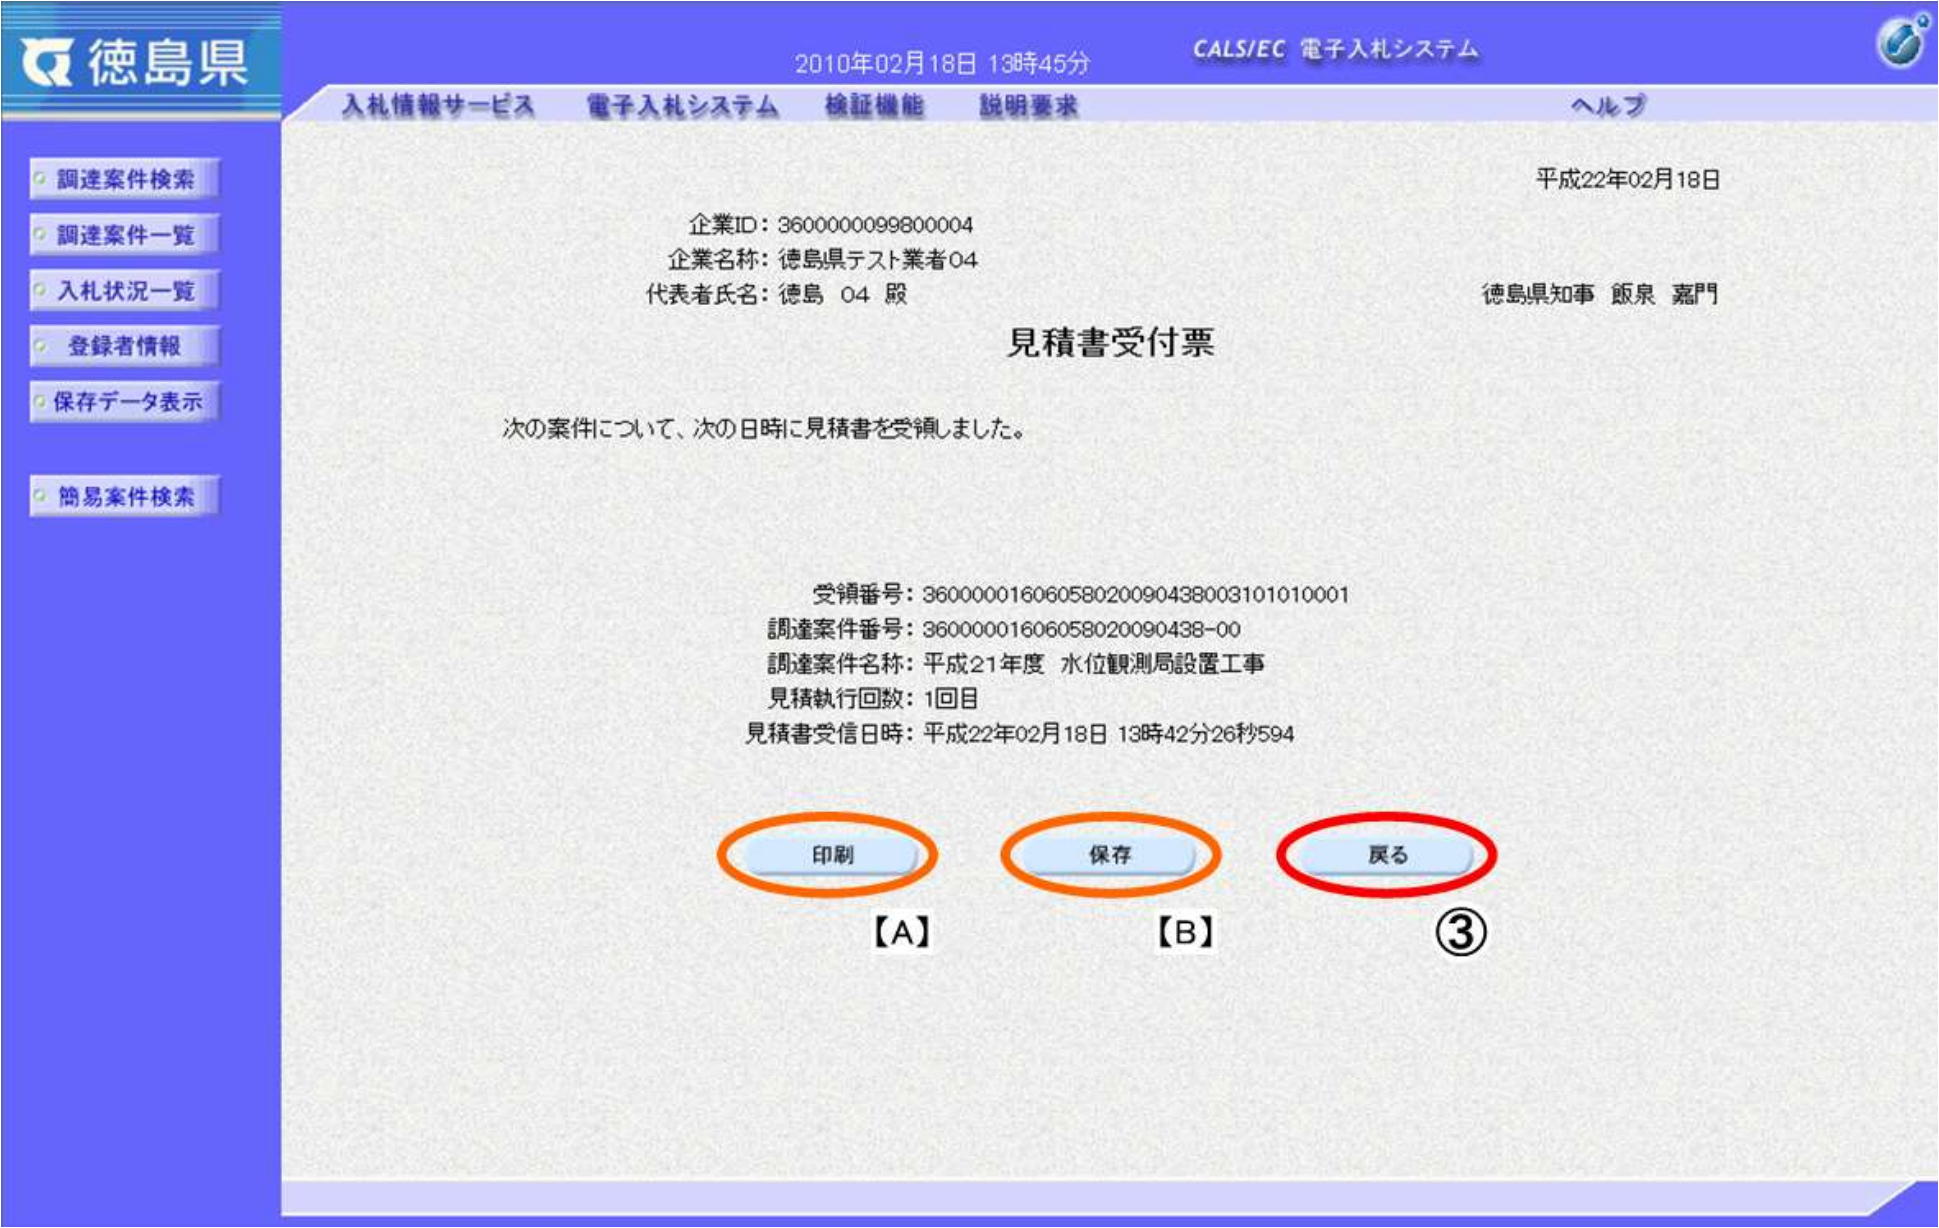 徳島県
2010年02月18日 13時45分
CALS/EC 電子入札システム
入札情報サービス 電子入札システム 検証機能 説明要求 ヘルプ
調達案件検索
調達案件一覧
入札状況一覧
登録者情報
保存データ表示
簡易案件検索
平成22年02月18日
企業ID：3600000099800004
企業名称：徳島県テスト業者04
代表者氏名：徳島 04 殿
徳島県知事 飯泉 嘉門
見積書受付票
次の案件について、次の日時に見積書を受領しました。
受領番号：36000001606058020090438003101010001
調達案件番号：36000001606058020090438-00
調達案件名称：平成21年度 水位観測局設置工事
見積執行回数：1回目
見積書受信日時：平成22年02月18日 13時42分26秒594
印刷 保存 戻る
【A】 【B】 ③